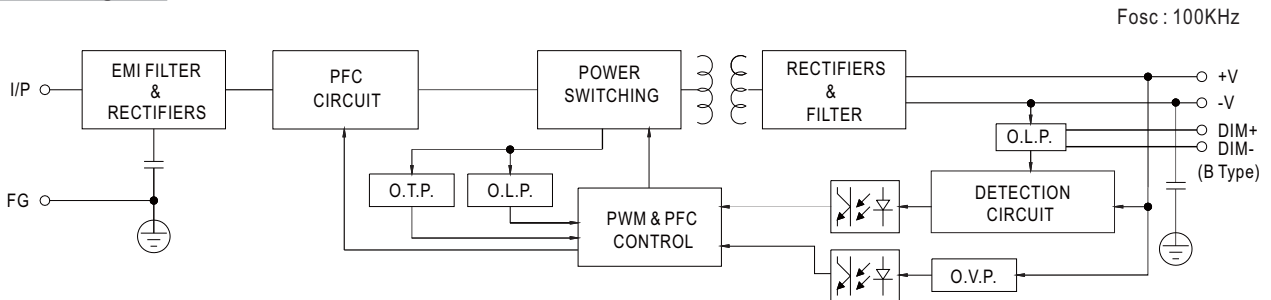 Fosc : 100KHz
I/P
EMI FILTER
&
RECTIFIERS
PFC
CIRCUIT
POWER
SWITCHING
RECTIFIERS
&
FILTER
+V
-V
O.L.P.
DIM+
DIM-
(B Type)
O.T.P.
O.L.P.
FG
PWM & PFC
CONTROL
DETECTION
CIRCUIT
O.V.P.